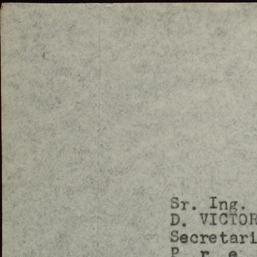 Sr. Ing.
D. VICTOR
Secretari
P r e